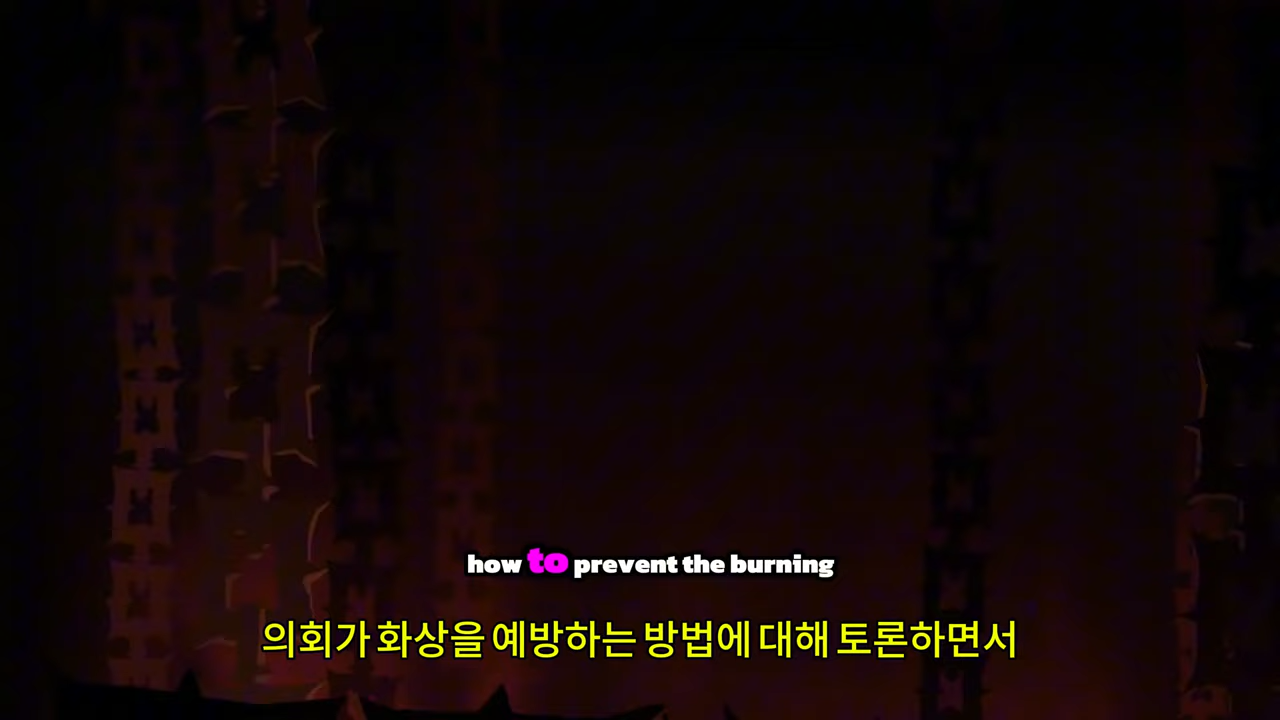 how to prevent the burning
의회가 화상을 예방하는 방법에 대해 토론하면서